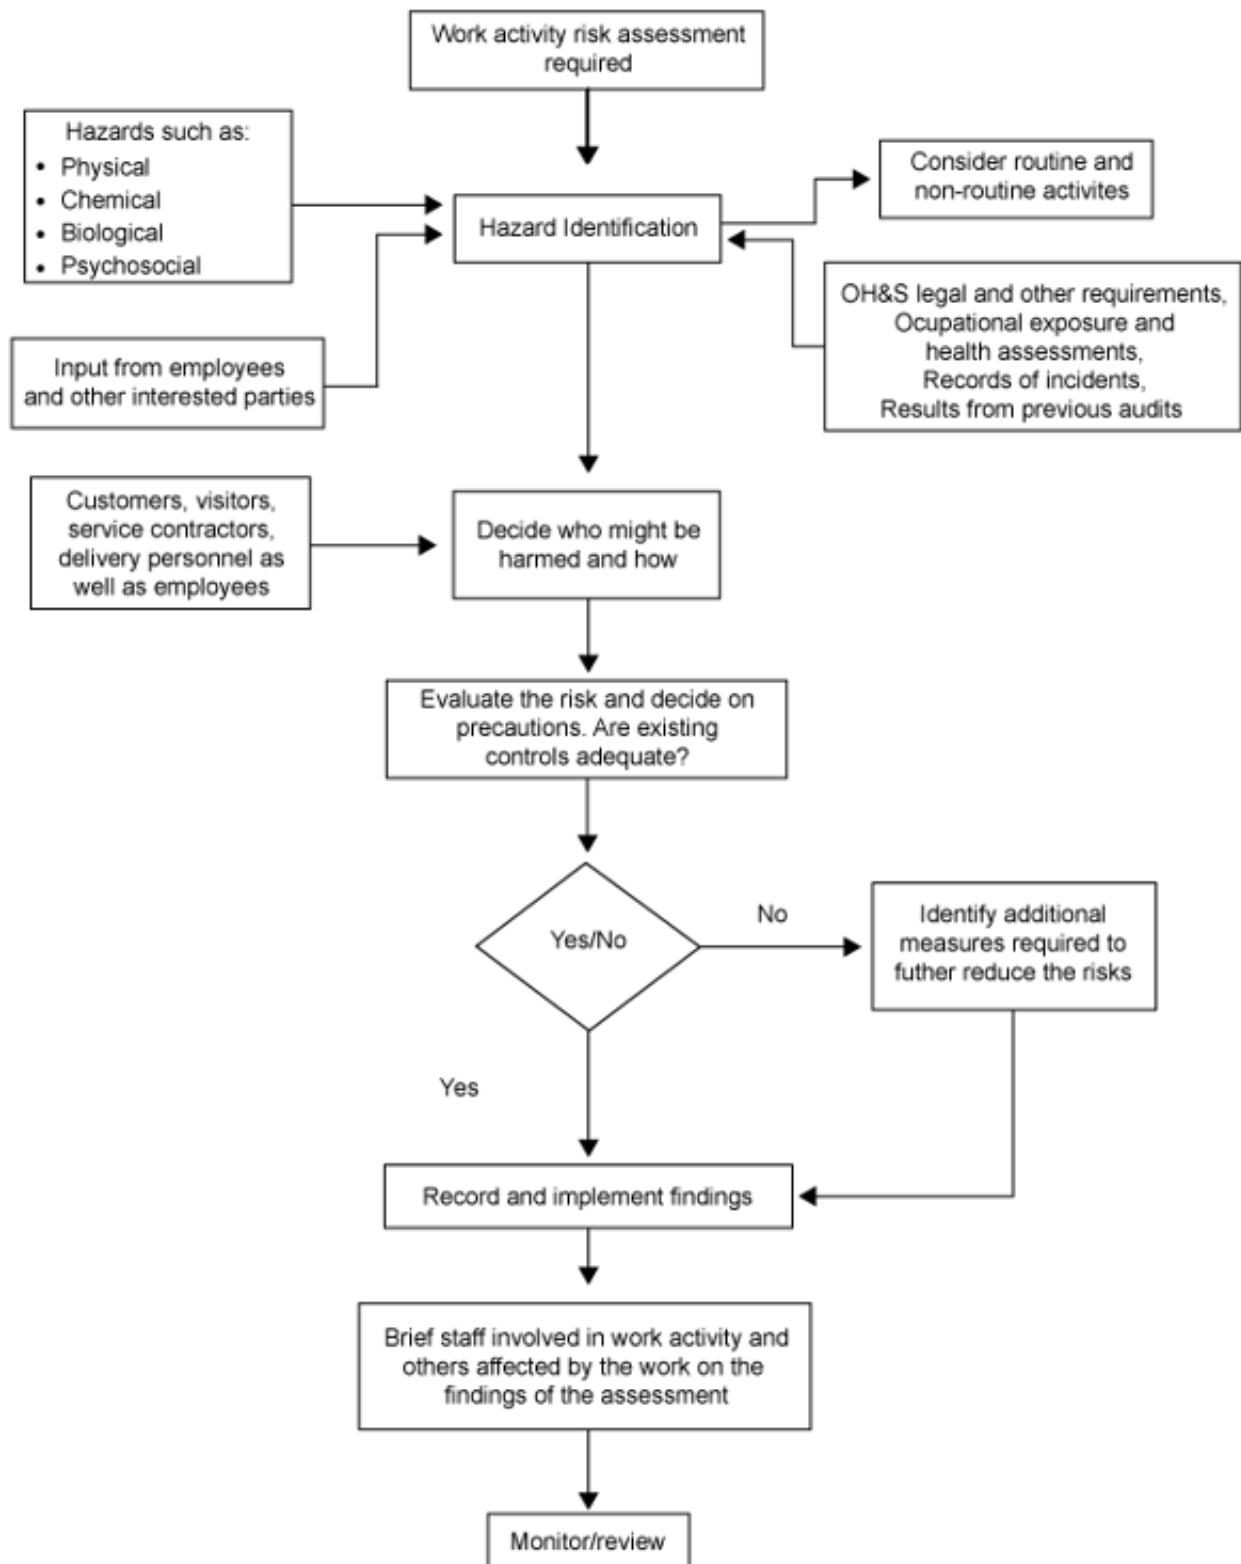 Work activity risk assessment
required
Hazards such as:
• Physical
• Chemical
• Biological
• Psychosocial
Consider routine and
non-routine activites
Hazard Identification
OH&S legal and other requirements,
Ocupational exposure and
health assessments,
Records of incidents,
Results from previous audits
Input from employees
and other interested parties
Customers, visitors,
service contractors,
delivery personnel as
well as employees
Decide who might be
harmed and how
Evaluate the risk and decide on
precautions. Are existing
controls adequate?
Yes/No
No
Identify additional
measures required to
futher reduce the risks
Yes
Record and implement findings
Brief staff involved in work activity and
others affected by the work on the
findings of the assessment
Monitor/review